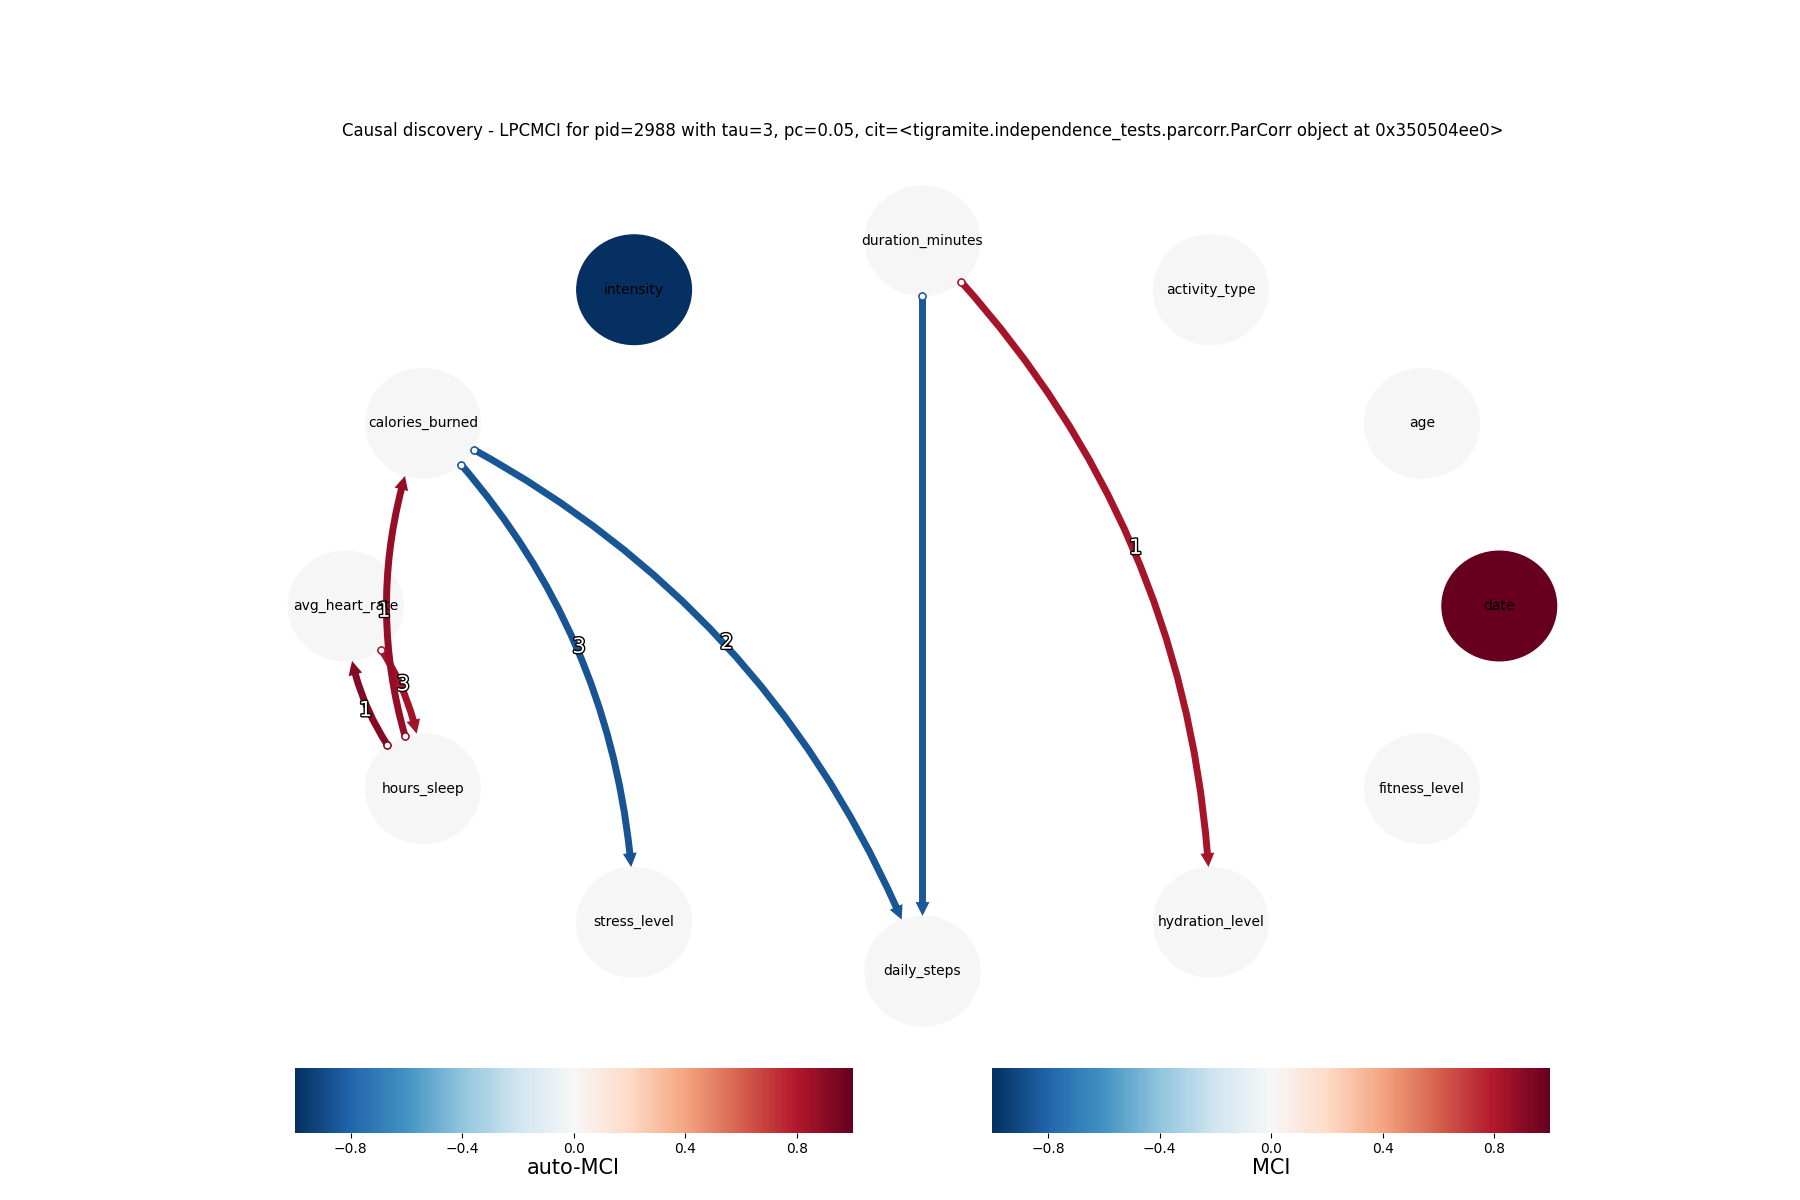 Causal discovery - LPCMCI for pid=2988 with tau=3, pc=0.05, cit=<tigramite.independence_tests.parcorr.ParCorr object at 0x350504ee0>
duration_minutes
intensity
activity_type
calories_burned
age
1
avg_heart_rate
date
1
3
2
3
1
hours_sleep
fitness_level
stress_level
hydration_level
daily_steps
−0.8 −0.4 0.0 0.4 0.8
auto-MCI
−0.8 −0.4 0.0 0.4 0.8
MCI